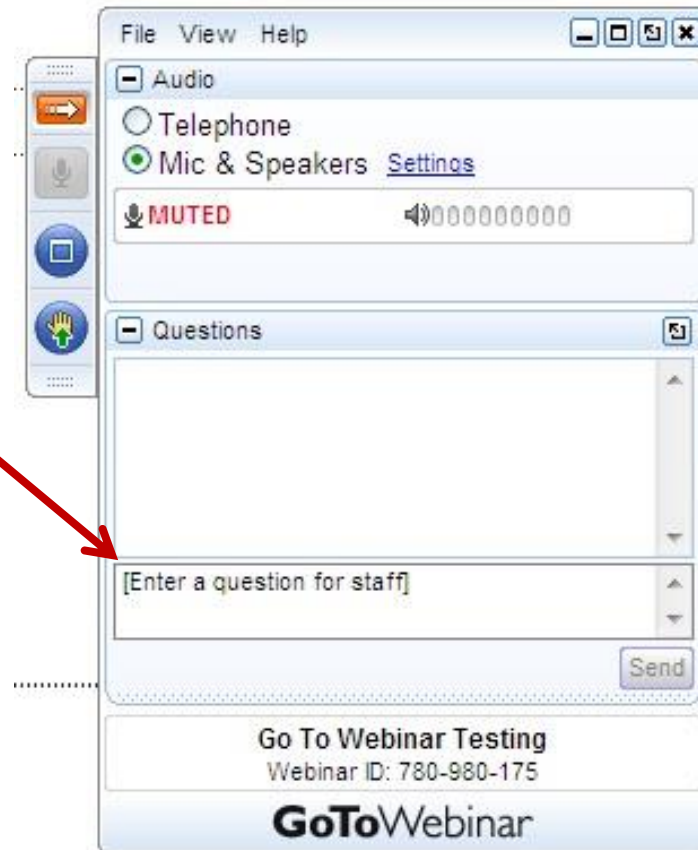 File View Help
Audio
Telephone
Mic & Speakers Settings
MUTED
Questions
[Enter a question for staff]
Send
Go To Webinar Testing
Webinar ID: 780-980-175
GoToWebinar